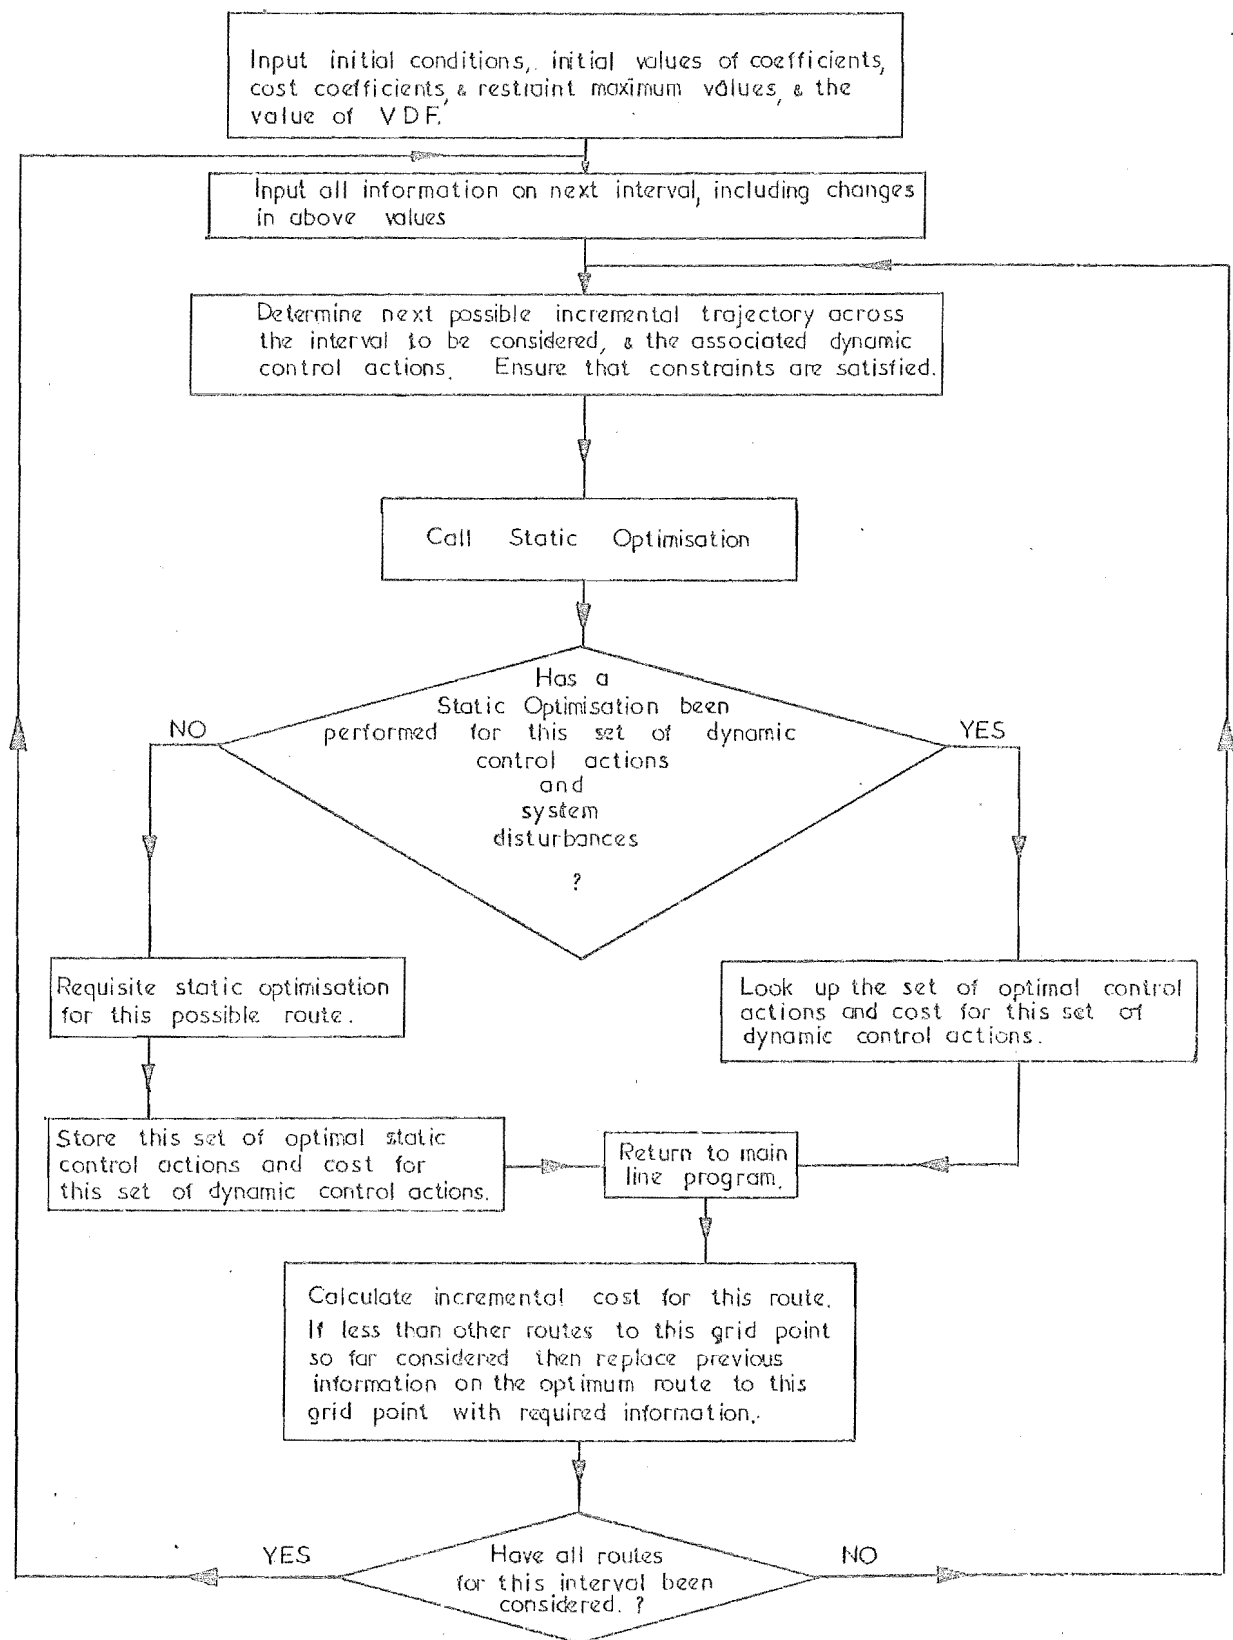 Input initial conditions, initial values of coefficients,
cost coefficients, & restraint maximum values, & the
value of VDF.
Input all information on next interval, including changes
in above values
Determine next possible incremental trajectory across
the interval to be considered, & the associated dynamic
control actions. Ensure that constraints are satisfied.
Call Static Optimisation
Has a
Static Optimisation been
performed for this set of dynamic
control actions
and
system
disturbances
?
NO
YES
Requisite static optimisation
for this possible route.
Look up the set of optimal control
actions and cost for this set of
dynamic control actions.
Store this set of optimal static
control actions and cost for
this set of dynamic control actions.
Return to main
line program.
Calculate incremental cost for this route.
If less than other routes to this grid point
so far considered then replace previous
information on the optimum route to this
grid point with required information.
YES
Have all routes
for this interval been
considered. ?
NO